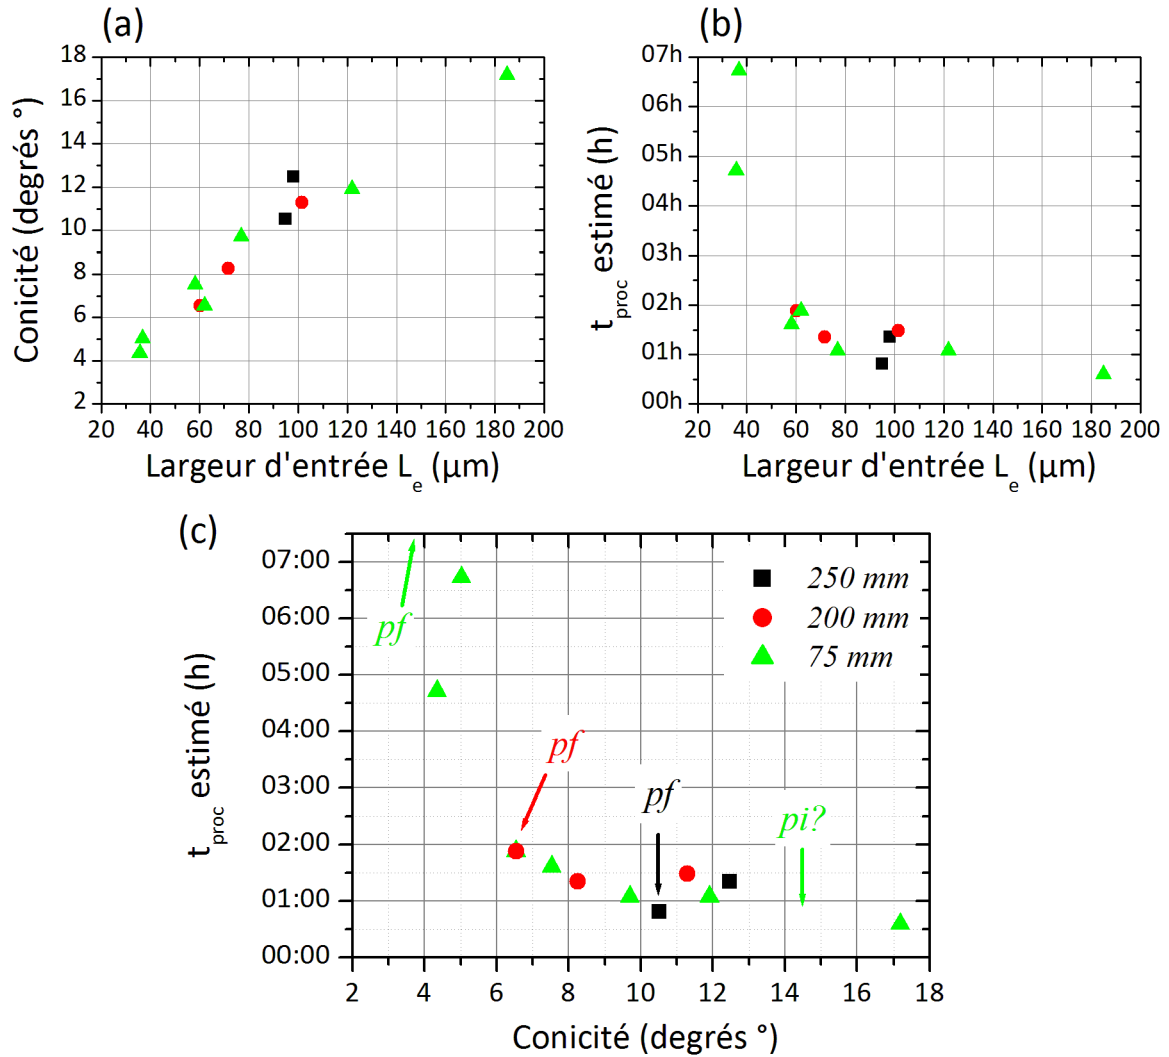 (a)
Conicité (degrés °)
18
16
14
12
10
8
6
4
2
20 40 60 80 100 120 140 160 180 200
Largeur d'entrée L_e (µm)
(b)
t_proc estimé (h)
07h
06h
05h
04h
03h
02h
01h
00h
20 40 60 80 100 120 140 160 180 200
Largeur d'entrée L_e (µm)
(c)
t_proc estimé (h)
07:00
06:00
05:00
04:00
03:00
02:00
01:00
00:00
pf
pf
pf
pi?
250 mm
200 mm
75 mm
2 4 6 8 10 12 14 16 18
Conicité (degrés °)